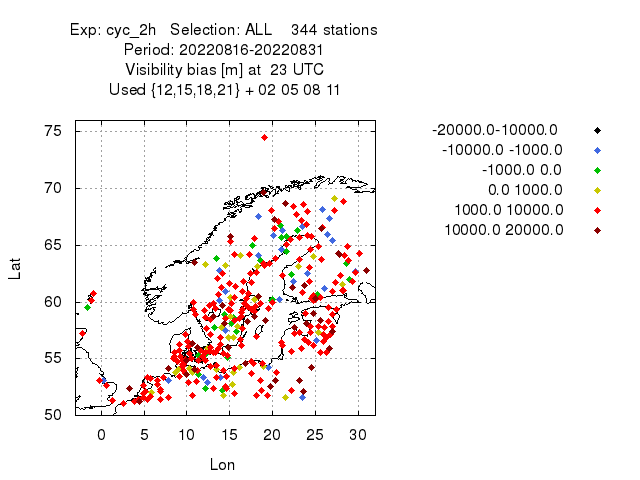 Exp: cyc_2h   Selection: ALL    344 stations
Period: 20220816-20220831
Visibility bias [m] at  23 UTC
Used {12,15,18,21} + 02 05 08 11
-20000.0-10000.0
-10000.0 -1000.0
-1000.0 0.0
0.0 1000.0
1000.0 10000.0
10000.0 20000.0
75
70
65
60
55
50
Lat
0 5 10 15 20 25 30
Lon